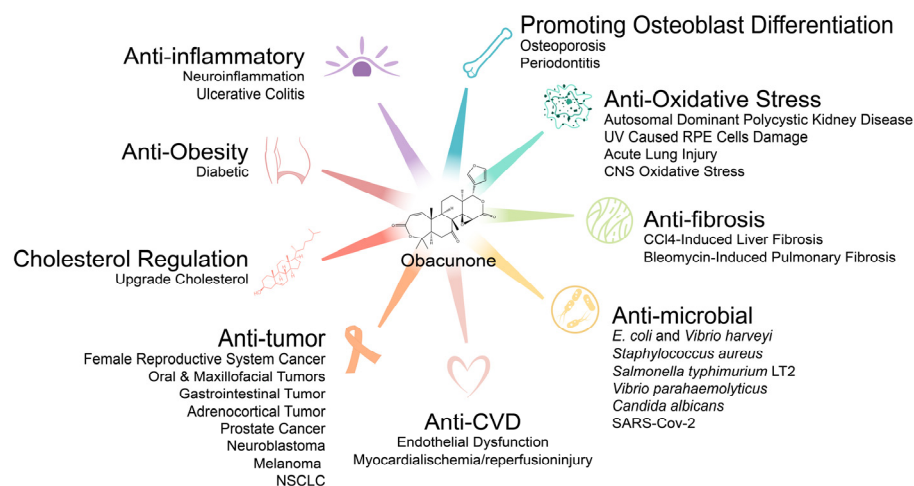 Promoting Osteoblast Differentiation
Osteoporosis
Periodontitis
Anti-inflammatory
Neuroinflammation
Ulcerative Colitis
Anti-Oxidative Stress
Autosomal Dominant Polycystic Kidney Disease
UV Caused RPE Cells Damage
Acute Lung Injury
CNS Oxidative Stress
Anti-Obesity
Diabetic
Obacunone
Anti-fibrosis
CCl4-Induced Liver Fibrosis
Bleomycin-Induced Pulmonary Fibrosis
Cholesterol Regulation
Upgrade Cholesterol
Anti-microbial
E. coli and Vibrio harveyi
Staphylococcus aureus
Salmonella typhimurium LT2
Vibrio parahaemolyticus
Candida albicans
SARS-Cov-2
Anti-tumor
Female Reproductive System Cancer
Oral & Maxillofacial Tumors
Gastrointestinal Tumor
Adrenocortical Tumor
Prostate Cancer
Neuroblastoma
Melanoma
NSCLC
Anti-CVD
Endothelial Dysfunction
Myocardialischemia/reperfusioninjury